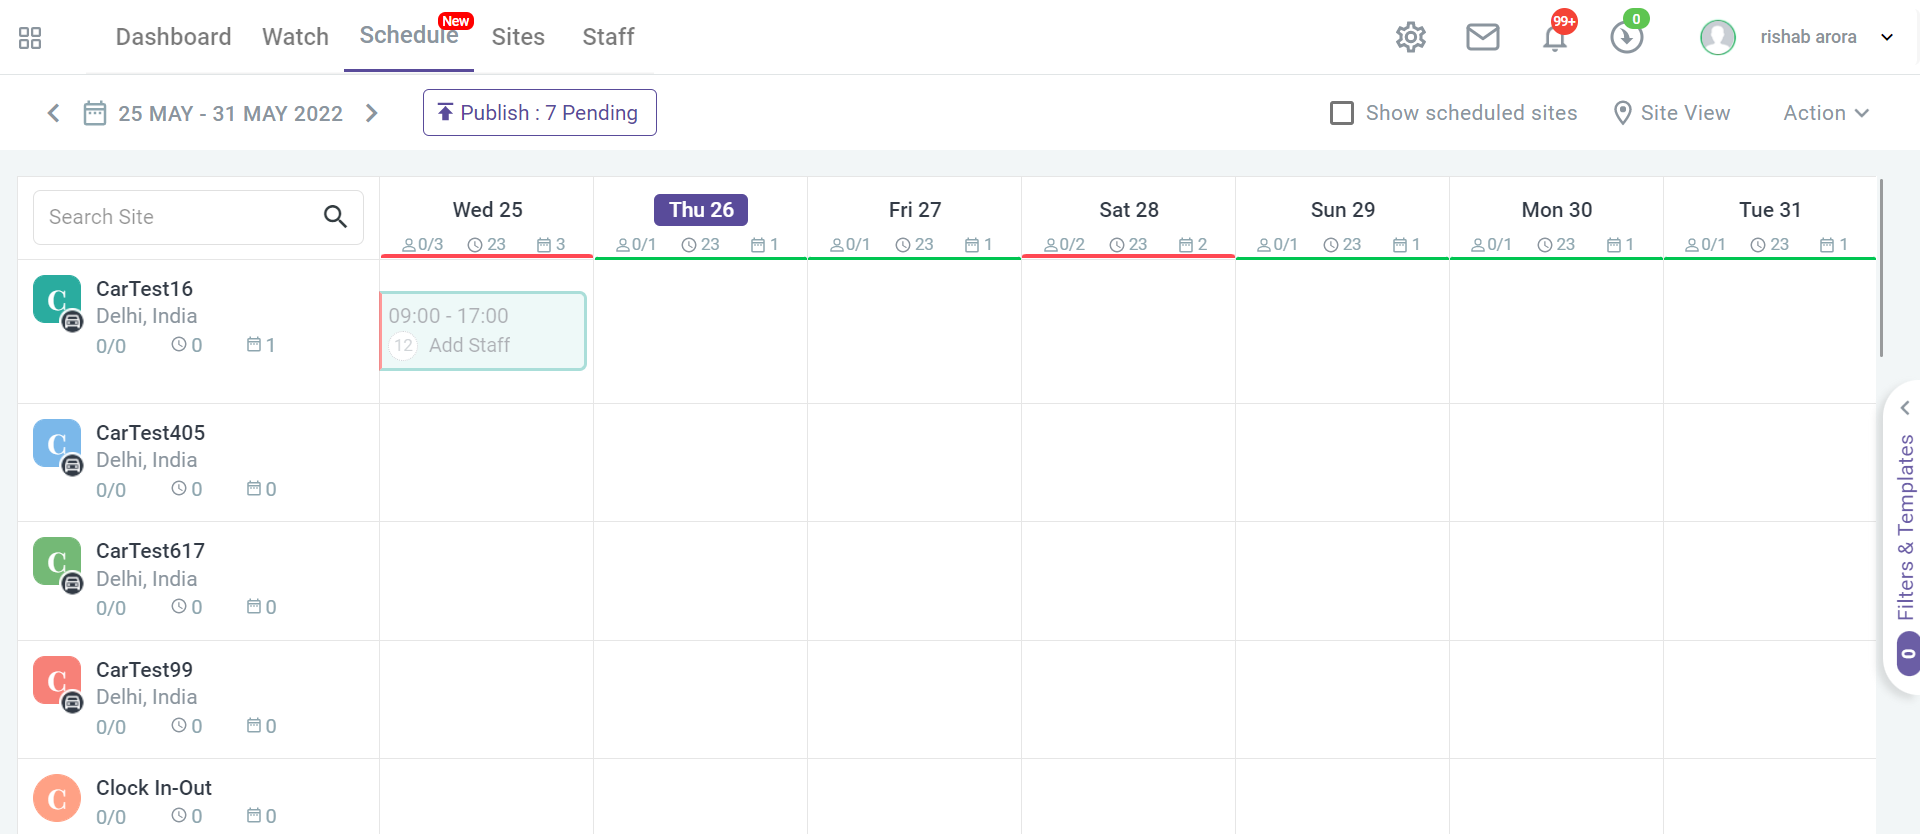 Dashboard Watch Schedule New Sites Staff 99+ 0 rishab arora
25 MAY - 31 MAY 2022 Publish : 7 Pending Show scheduled sites Site View Action
Search Site Wed 25 Thu 26 Fri 27 Sat 28 Sun 29 Mon 30 Tue 31
0/3 23 3 0/1 23 1 0/1 23 1 0/2 23 2 0/1 23 1 0/1 23 1 0/1 23 1
C CarTest16
Delhi, India
0/0 0 1
09:00 - 17:00
12 Add Staff
C CarTest405
Delhi, India
0/0 0 0
C CarTest617
Delhi, India
0/0 0 0
C CarTest99
Delhi, India
0/0 0 0
C Clock In-Out
0/0 0 0
Filters & Templates
0